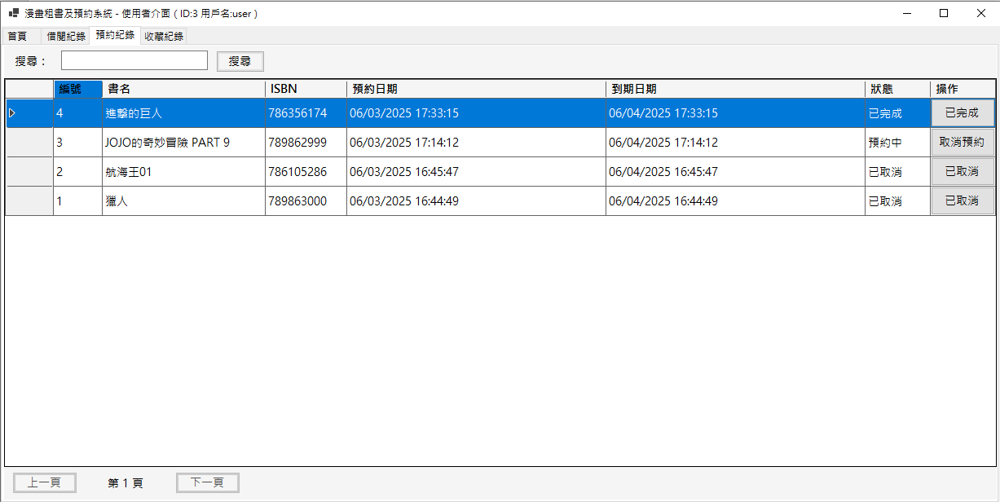 漫畫租書及預約系統 - 使用者介面 ( ID:3 用戶名:user )
首頁 借閱紀錄 預約紀錄 收藏紀錄
搜尋： 搜尋
編號 書名 ISBN 預約日期 到期日期 狀態 操作
4 進擊的巨人 786356174 06/03/2025 17:33:15 06/04/2025 17:33:15 已完成 已完成
3 JOJO的奇妙冒險 PART 9 789862999 06/03/2025 17:14:12 06/04/2025 17:14:12 預約中 取消預約
2 航海王01 786105286 06/03/2025 16:45:47 06/04/2025 16:45:47 已取消 已取消
1 獵人 789863000 06/03/2025 16:44:49 06/04/2025 16:44:49 已取消 已取消
上一頁 第 1 頁 下一頁